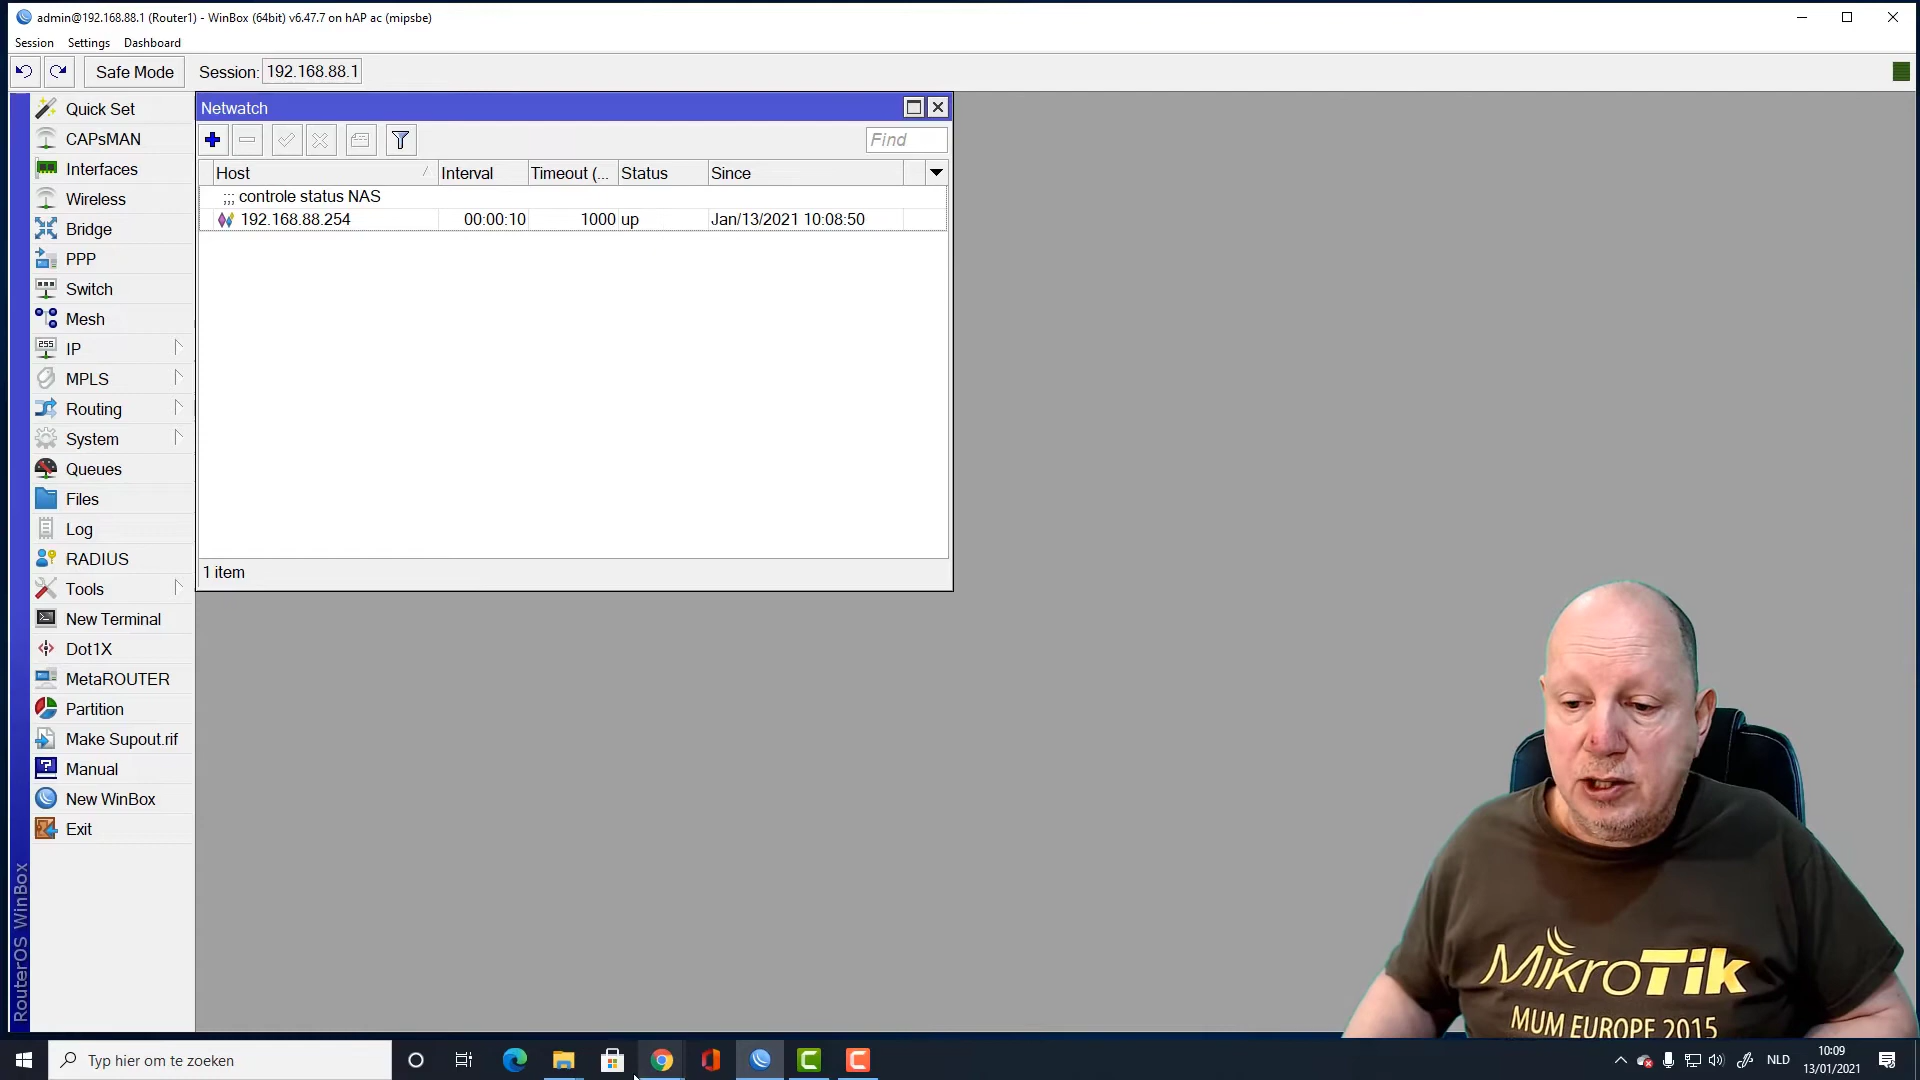 admin@192.168.88.1 (Router1) - WinBox (64bit) v6.47.7 on hAP ac (mipsbe)
Session Settings Dashboard
Safe Mode Session: 192.168.88.1
Quick Set
CAPsMAN
Interfaces
Wireless
Bridge
PPP
Switch
Mesh
IP
MPLS
Routing
System
Queues
Files
Log
RADIUS
Tools
New Terminal
Dot1X
MetaROUTER
Partition
Make Supout.rif
Manual
New WinBox
Exit
RouterOS WinBox
Netwatch
Find
Host Interval Timeout (... Status Since
;;; controle status NAS
192.168.88.254 00:00:10 1000 up Jan/13/2021 10:08:50
1 item
MikroTik
MUM EUROPE 2015
Typ hier om te zoeken
NLD
10:09
13/01/2021